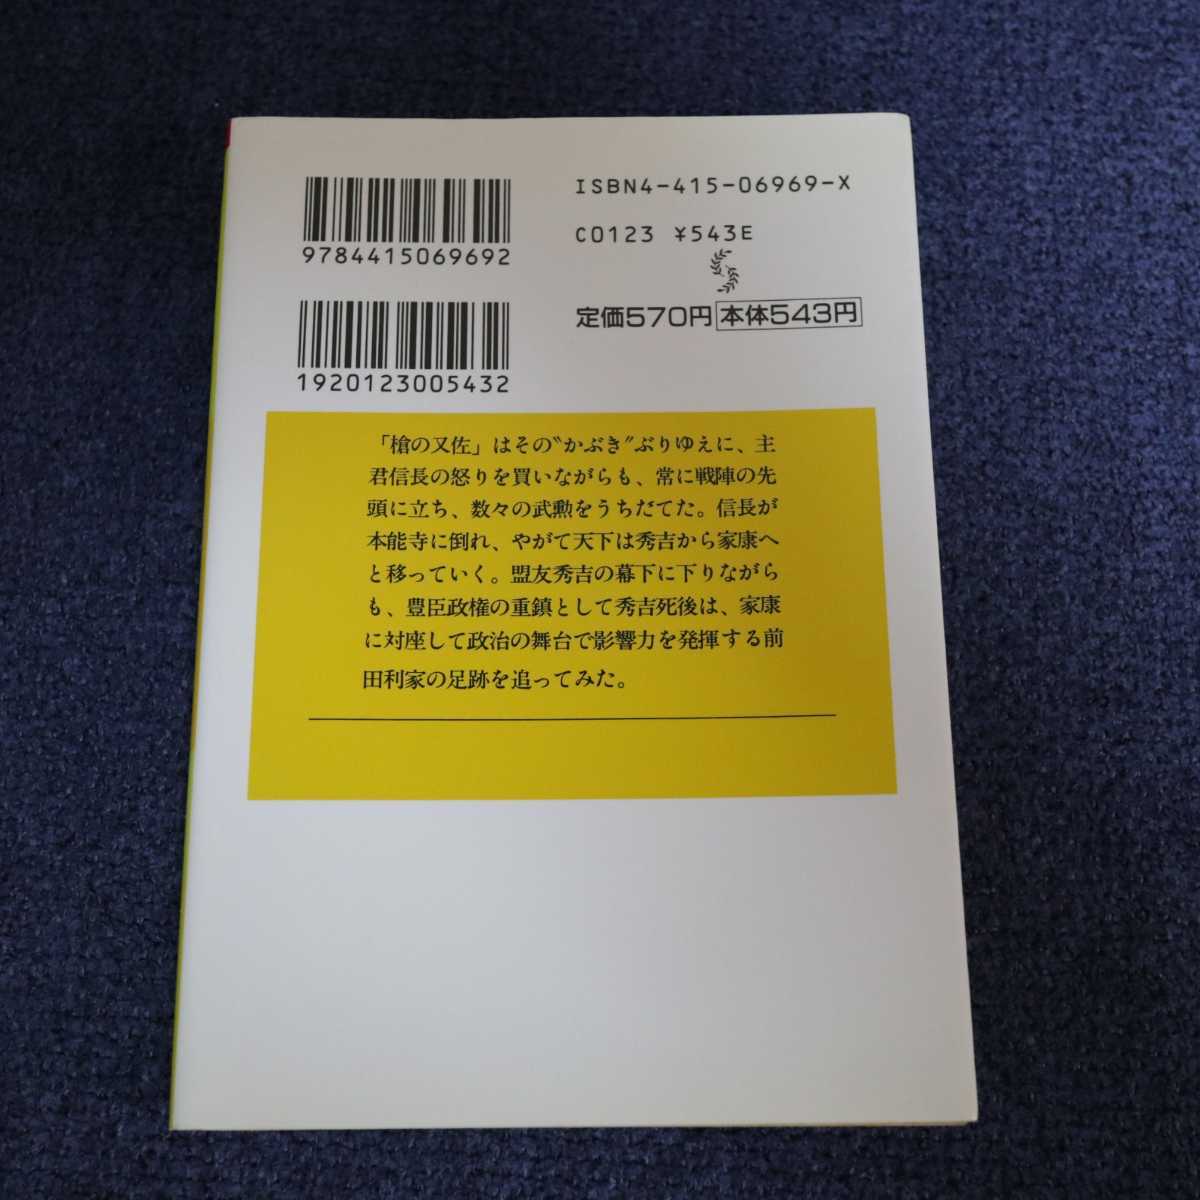 ISBN4-415-06969-X
9784415069692
C0123 ¥543E
定価570円 本体543円
1920123005432
「槍の又佐」はその〝かぶき〟ぶりゆえに、主
君信長の怒りを買いながらも、常に戦陣の先
頭に立ち、数々の武勲をうちだてた。信長が
本能寺に倒れ、やがて天下は秀吉から家康へ
と移っていく。盟友秀吉の幕下に下りながら
も、豊臣政権の重鎮として秀吉死後は、家康
に対座して政治の舞台で影響力を発揮する前
田利家の足跡を追ってみた。